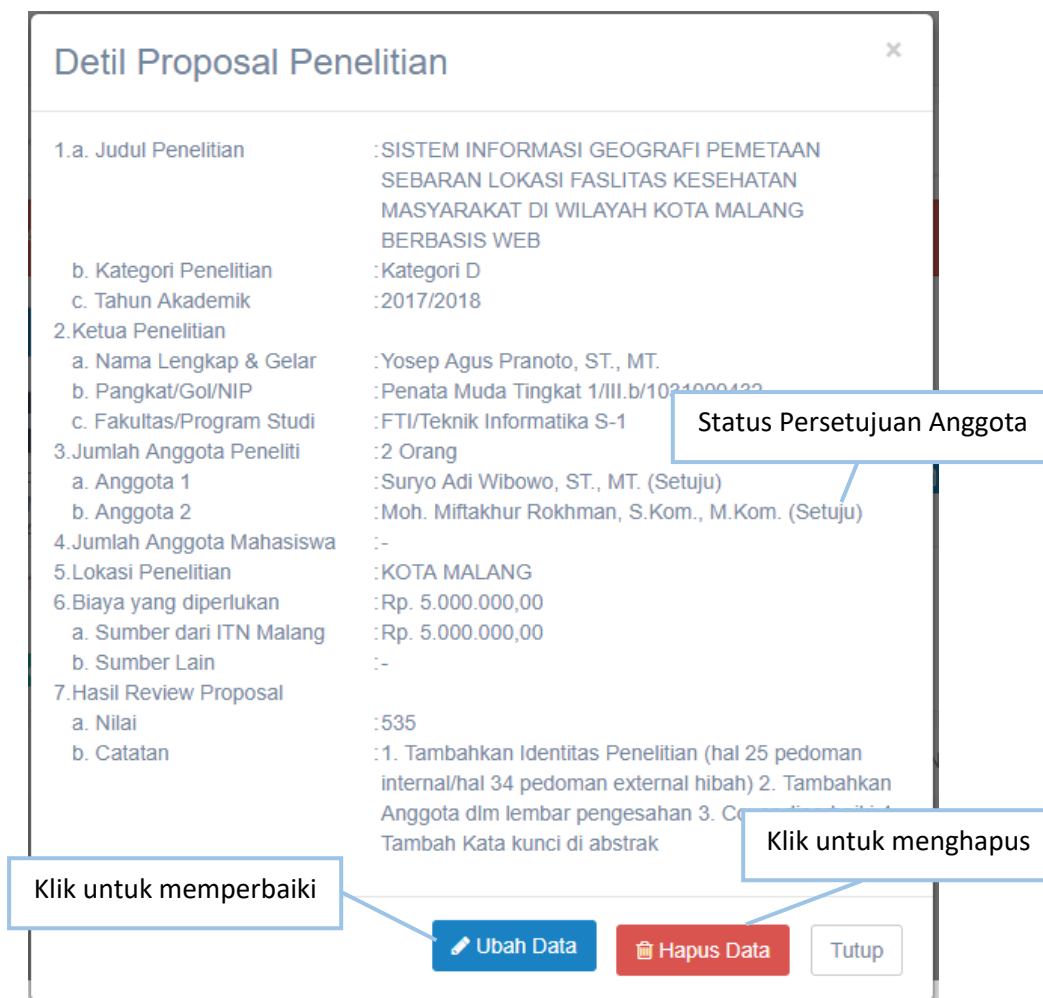 Detil Proposal Penelitian ×
1.a. Judul Penelitian :SISTEM INFORMASI GEOGRAFI PEMETAAN
SEBARAN LOKASI FASLITAS KESEHATAN
MASYARAKAT DI WILAYAH KOTA MALANG
BERBASIS WEB
b. Kategori Penelitian :Kategori D
c. Tahun Akademik :2017/2018
2.Ketua Penelitian
a. Nama Lengkap & Gelar :Yosep Agus Pranoto, ST., MT.
b. Pangkat/Gol/NIP :Penata Muda Tingkat 1/III.b/1031000432
c. Fakultas/Program Studi :FTI/Teknik Informatika S-1
Status Persetujuan Anggota
3.Jumlah Anggota Peneliti :2 Orang
a. Anggota 1 :Suryo Adi Wibowo, ST., MT. (Setuju)
b. Anggota 2 :Moh. Miftakhur Rokhman, S.Kom., M.Kom. (Setuju)
4.Jumlah Anggota Mahasiswa :-
5.Lokasi Penelitian :KOTA MALANG
6.Biaya yang diperlukan :Rp. 5.000.000,00
a. Sumber dari ITN Malang :Rp. 5.000.000,00
b. Sumber Lain :-
7.Hasil Review Proposal
a. Nilai :535
b. Catatan :1. Tambahkan Identitas Penelitian (hal 25 pedoman
internal/hal 34 pedoman external hibah) 2. Tambahkan
Anggota dlm lembar pengesahan 3.
Tambah Kata kunci di abstrak
Klik untuk menghapus
Klik untuk memperbaiki
Ubah Data Hapus Data Tutup